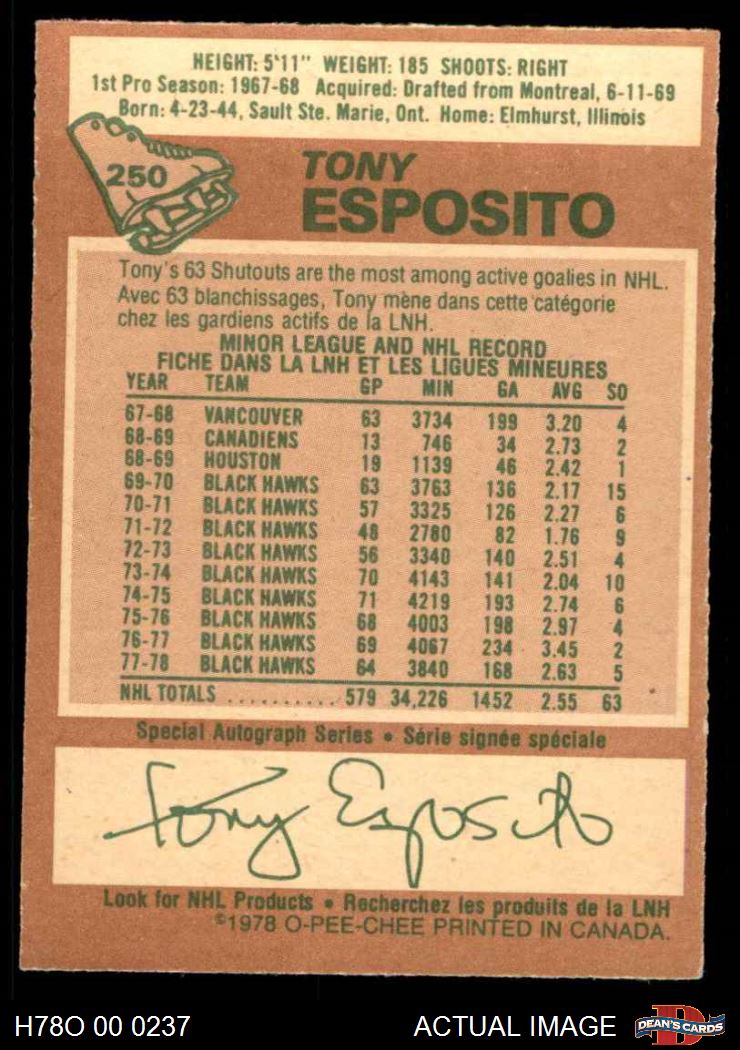 HEIGHT: 5'11" WEIGHT: 185 SHOOTS: RIGHT
1st Pro Season: 1967-68 Acquired: Drafted from Montreal, 6-11-69
Born: 4-23-44, Sault Ste. Marie, Ont. Home: Elmhurst, Illinois
250
TONY
ESPOSITO
Tony's 63 Shutouts are the most among active goalies in NHL.
Avec 63 blanchissages, Tony mène dans cette catégorie
chez les gardiens actifs de la LNH.
MINOR LEAGUE AND NHL RECORD
FICHE DANS LA LNH ET LES LIGUES MINEURES
YEAR TEAM GP MIN GA AVG SO
67-68 VANCOUVER 63 3734 199 3.20 4
68-69 CANADIENS 13 746 34 2.73 2
68-69 HOUSTON 19 1139 46 2.42 1
69-70 BLACK HAWKS 63 3763 136 2.17 15
70-71 BLACK HAWKS 57 3325 126 2.27 6
71-72 BLACK HAWKS 48 2780 82 1.76 9
72-73 BLACK HAWKS 56 3340 140 2.51 4
73-74 BLACK HAWKS 70 4143 141 2.04 10
74-75 BLACK HAWKS 71 4219 193 2.74 6
75-76 BLACK HAWKS 68 4003 198 2.97 4
76-77 BLACK HAWKS 69 4067 234 3.45 2
77-78 BLACK HAWKS 64 3840 168 2.63 5
NHL TOTALS .......... 579 34,226 1452 2.55 63
Special Autograph Series • Série signée spéciale
Tony Esposito
Look for NHL Products • Recherchez les produits de la LNH
©1978 O-PEE-CHEE PRINTED IN CANADA.
H78O 00 0237 ACTUAL IMAGE D DEAN'S CARDS